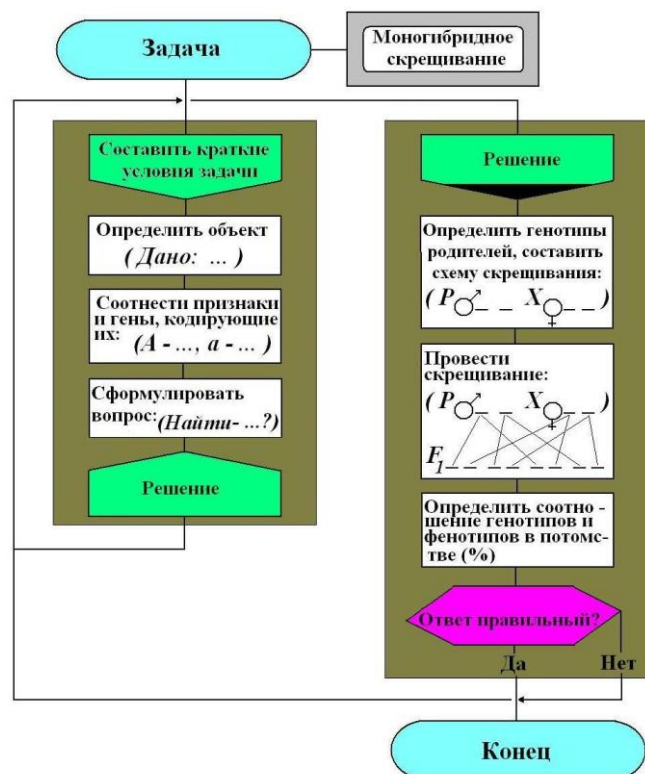 Задача
Моногибридное
скрещивание
Составить краткие
условия задачи
Определить объект
( Дано: ... )
Соотнести признаки
и гены, кодирующие
их: (А - ..., а - ... )
Сформулировать
вопрос: (Найти- ...?)
Решение
Решение
Определить генотипы
родителей, составить
схему скрещивания:
( P♂_ _ X♀_ _ )
Провести
скрещивание:
( P♂_ _ X♀_ _ )
F₁_ _ _ _ _ _ _ _
Определить соотно -
шение генотипов и
фенотипов в потомс-
тве (%)
Ответ правильный?
Да Нет
Конец